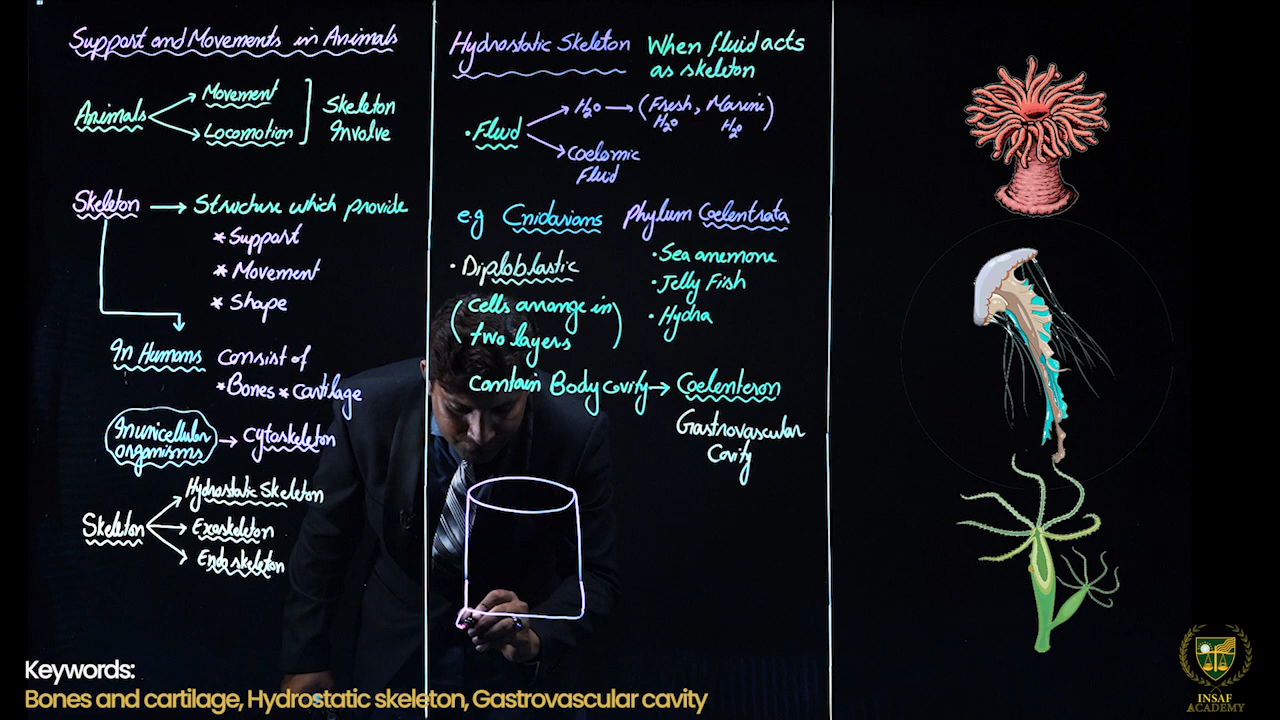 Support and Movements in Animals
Animals
Movement
Locomotion
Skeleton
Involve
Skeleton → Structure which provide
* Support
* Movement
* Shape
In Humans consist of
* Bones * cartilage
In unicellular
organisms → Cytoskeleton
Skeleton
Hydrostatic Skeleton
Exoskeleton
Endoskeleton
Hydrostatic Skeleton When fluid acts
as skeleton
• Fluid
H₂O → (Fresh, Marine)
H₂O H₂O
Coelomic
Fluid
e.g Cnidarians phylum Coelentrata
• Diploblastic
(cells arrange in
two layers)
• Sea anemone
• Jelly Fish
• Hydra
Contain Body cavity → Coelenteron
Gastrovascular
Cavity
Keywords:
Bones and cartilage, Hydrostatic skeleton, Gastrovascular cavity
INSAF
ACADEMY